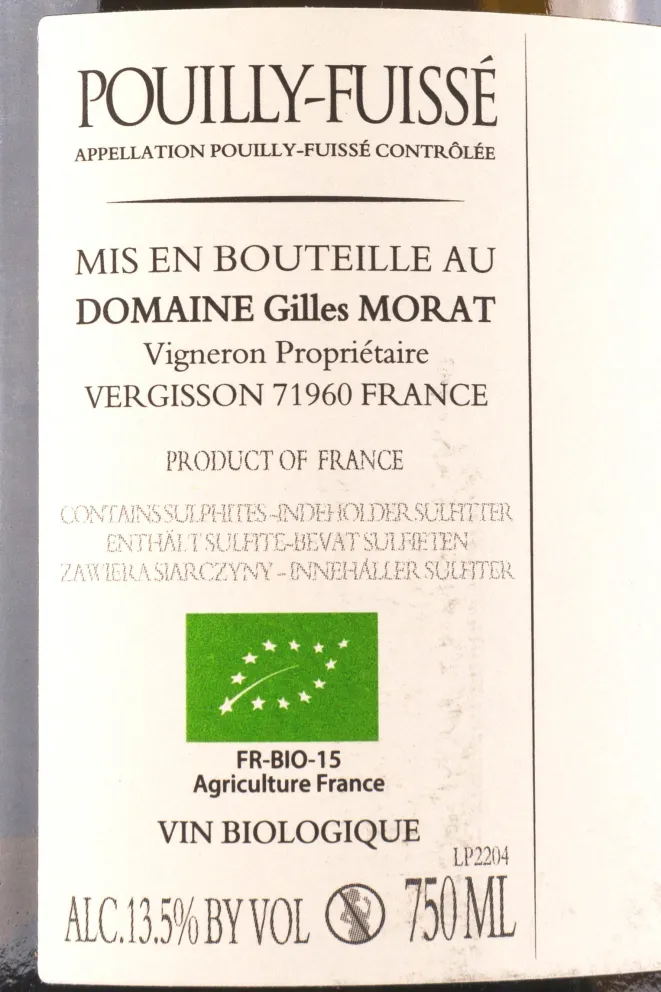 POUILLY-FUISSÉ
APPELLATION POUILLY-FUISSÉ CONTRÔLÉE
MIS EN BOUTEILLE AU
DOMAINE Gilles MORAT
Vigneron Propriétaire
VERGISSON 71960 FRANCE
PRODUCT OF FRANCE
CONTAINS SULPHITES-INDEHOLDER SULFITTER
ENTHÄLT SULFITE-BEVAT SULFIETEN
ZAWIERA SIARCZYNY - INNEHÅLLER SULFITER
FR-BIO-15
Agriculture France
VIN BIOLOGIQUE
LP2204
ALC.13.5% BY VOL 750 ML